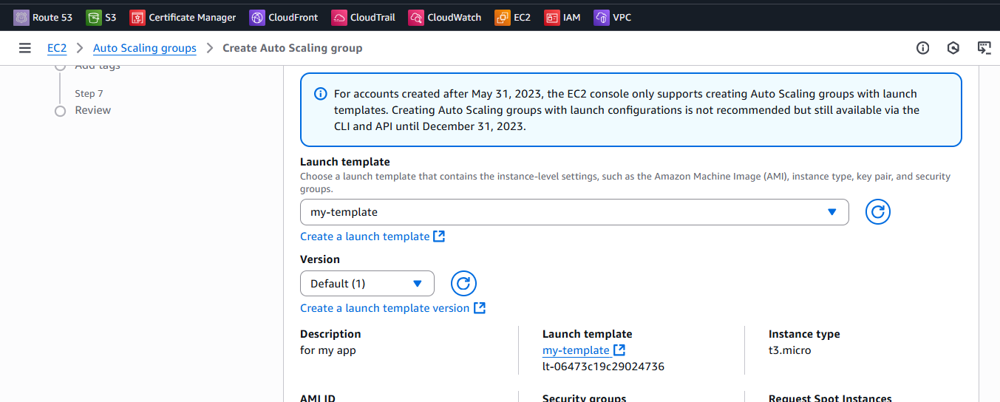 Route 53 S3 Certificate Manager CloudFront CloudTrail CloudWatch EC2 IAM VPC
EC2 Auto Scaling groups Create Auto Scaling group
Add tags
Step 7
Review
For accounts created after May 31, 2023, the EC2 console only supports creating Auto Scaling groups with launch
templates. Creating Auto Scaling groups with launch configurations is not recommended but still available via the
CLI and API until December 31, 2023.
Launch template
Choose a launch template that contains the instance-level settings, such as the Amazon Machine Image (AMI), instance type, key pair, and security
groups.
my-template
Create a launch template
Version
Default (1)
Create a launch template version
Description
for my app
Launch template
my-template
lt-06473c19c29024736
Instance type
t3.micro
AMI ID
Security groups
Request Spot Instances